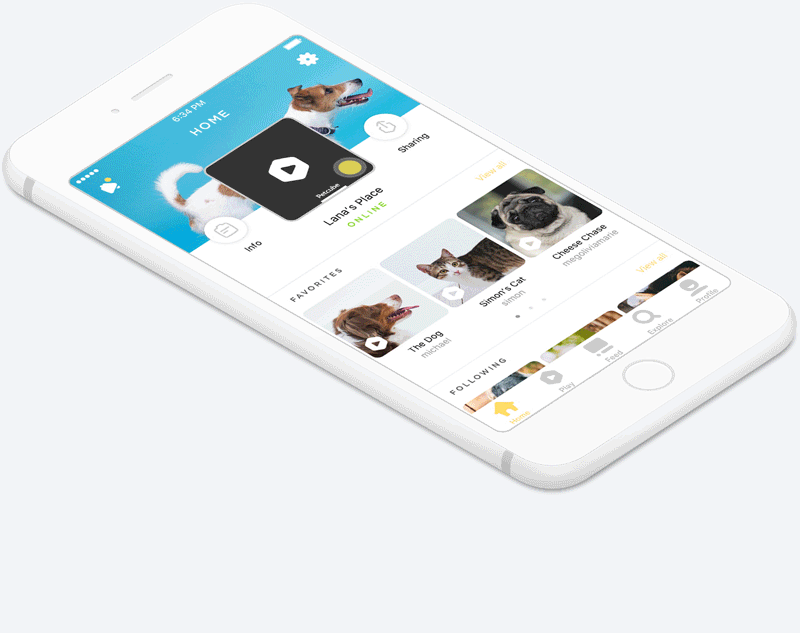 6:34 PM
HOME
Petcube
Lana's Place
ONLINE
Info
Sharing
FAVORITES
View all
The Dog
michael
Simon's Cat
simon
Cheese Chase
megoliviamarie
FOLLOWING
View all
Home
Play
Feed
Explore
Profile